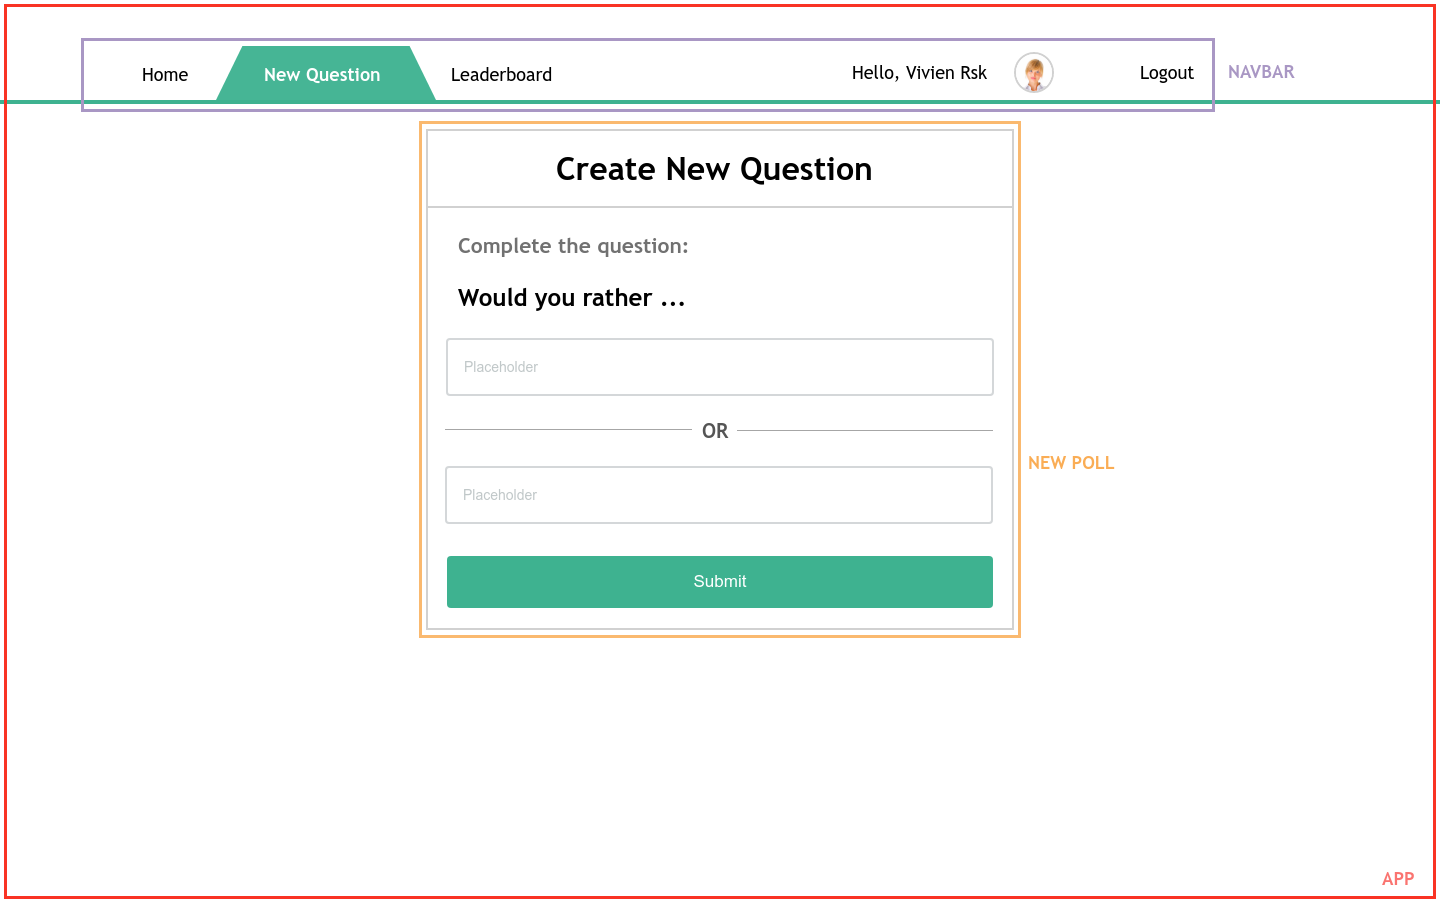 Home
New Question
Leaderboard
Hello, Vivien Rsk
Logout
NAVBAR
Create New Question
Complete the question:
Would you rather ...
Placeholder
OR
NEW POLL
Placeholder
Submit
APP